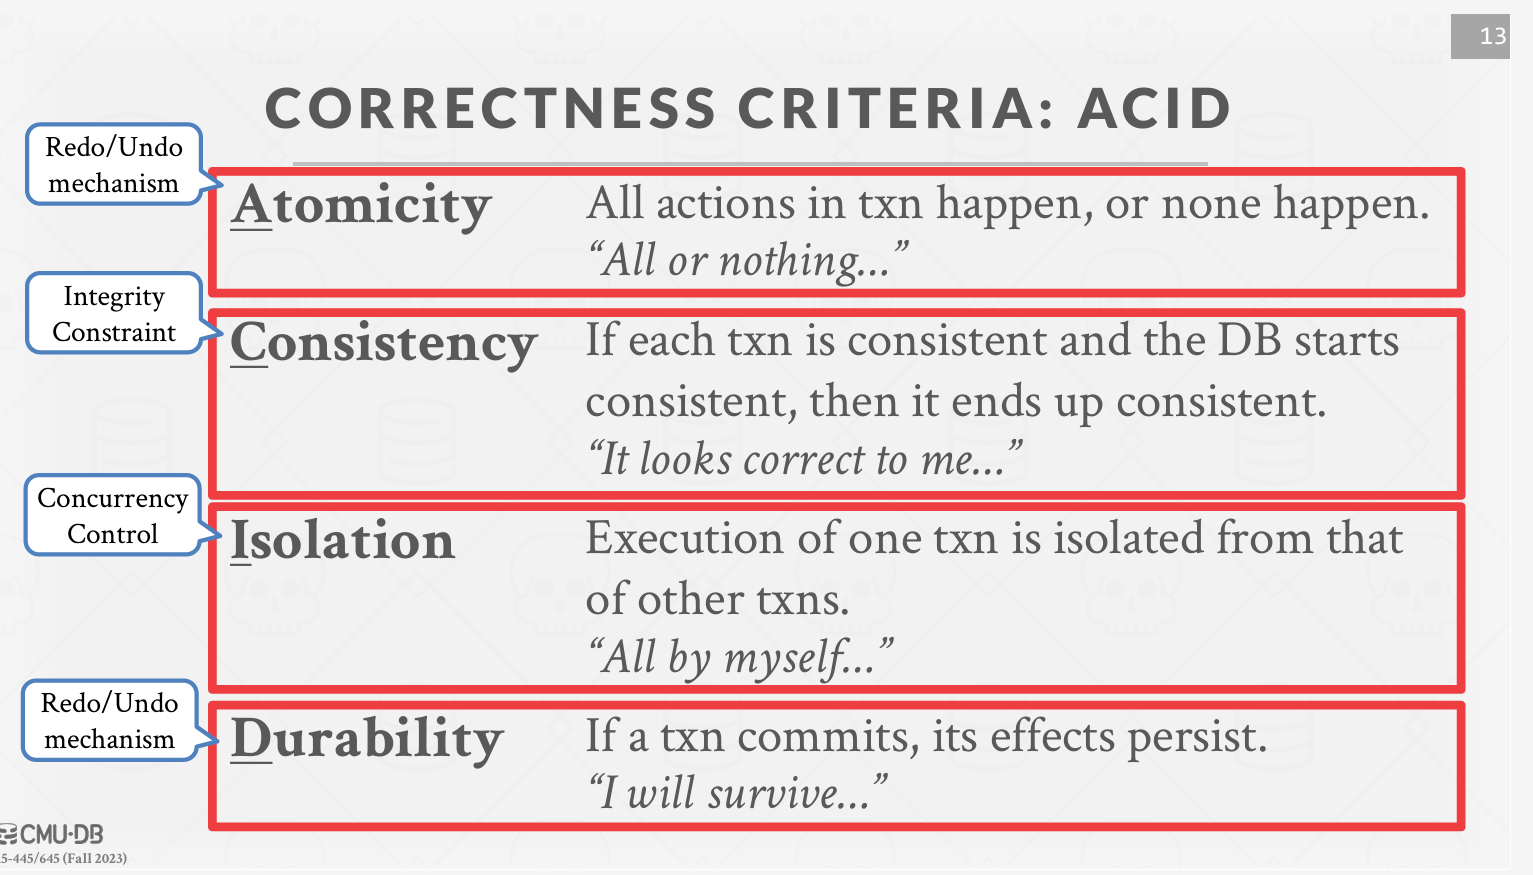 13
CORRECTNESS CRITERIA: ACID
Redo/Undo
mechanism
Atomicity
All actions in txn happen, or none happen.
“All or nothing…”
Integrity
Constraint
Consistency
If each txn is consistent and the DB starts
consistent, then it ends up consistent.
“It looks correct to me…”
Concurrency
Control
Isolation
Execution of one txn is isolated from that
of other txns.
“All by myself…”
Redo/Undo
mechanism
Durability
If a txn commits, its effects persist.
“I will survive…”
CMU·DB
5-445/645 (Fall 2023)